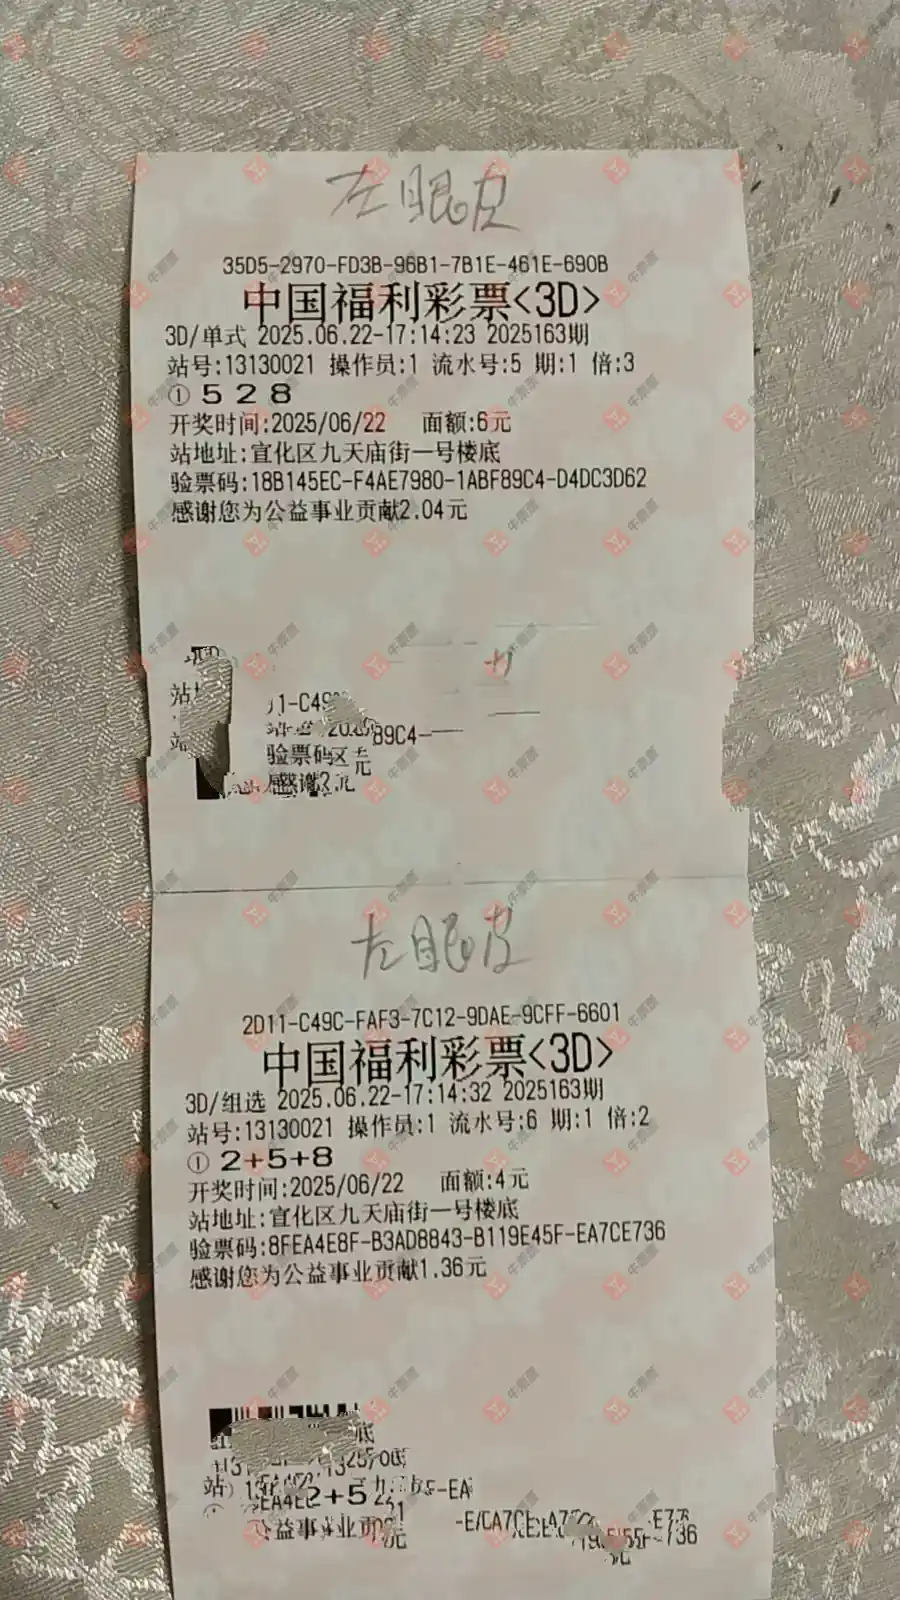 左眼皮
35D5-2970-FD3B-96B1-7B1E-461E-690B
中国福利彩票<3D>
3D/单式 2025.06.22-17:14:23 2025163期
站号:13130021 操作员:1 流水号:5 期:1 倍:3
① 5 2 8
开奖时间:2025/06/22 面额:6元
站地址:宣化区九天庙街一号楼底
验票码:18B145EC-F4AE7980-1ABF89C4-D4DC3D62
感谢您为公益事业贡献2.04元
89C4-
验票码
左眼皮
2D11-C49C-FAF3-7C12-9DAE-9CFF-6601
中国福利彩票<3D>
3D/组选 2025.06.22-17:14:32 2025163期
站号:13130021 操作员:1 流水号:6 期:1 倍:2
① 2+5+8
开奖时间:2025/06/22 面额:4元
站地址:宣化区九天庙街一号楼底
验票码:8FEA4E8F-B3AD8843-B119E45F-EA7CE736
感谢您为公益事业贡献1.36元
2+5
牛票票